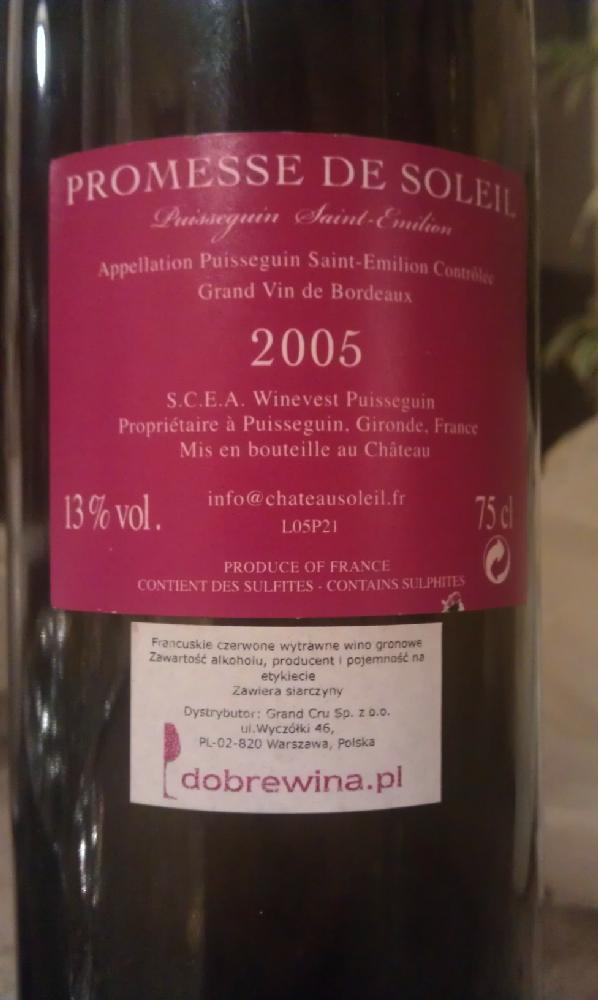 PROMESSE DE SOLEIL
Puisseguin Saint-Emilion
Appellation Puisseguin Saint-Emilion Contrôlée
Grand Vin de Bordeaux
2005
S.C.E.A. Winevest Puisseguin
Propriétaire à Puisseguin, Gironde, France
Mis en bouteille au Château
13 % vol.
info@chateausoleil.fr
75 cl
L05P21
PRODUCE OF FRANCE
CONTIENT DES SULFITES - CONTAINS SULPHITES
Francuskie czerwone wytrawne wino gronowe
Zawartość alkoholu, producent i pojemność na
etykiecie
Zawiera siarczyny
Dystrybutor: Grand Cru Sp. z o.o.
ul.Wyczółki 46,
PL-02-820 Warszawa, Polska
dobrewina.pl